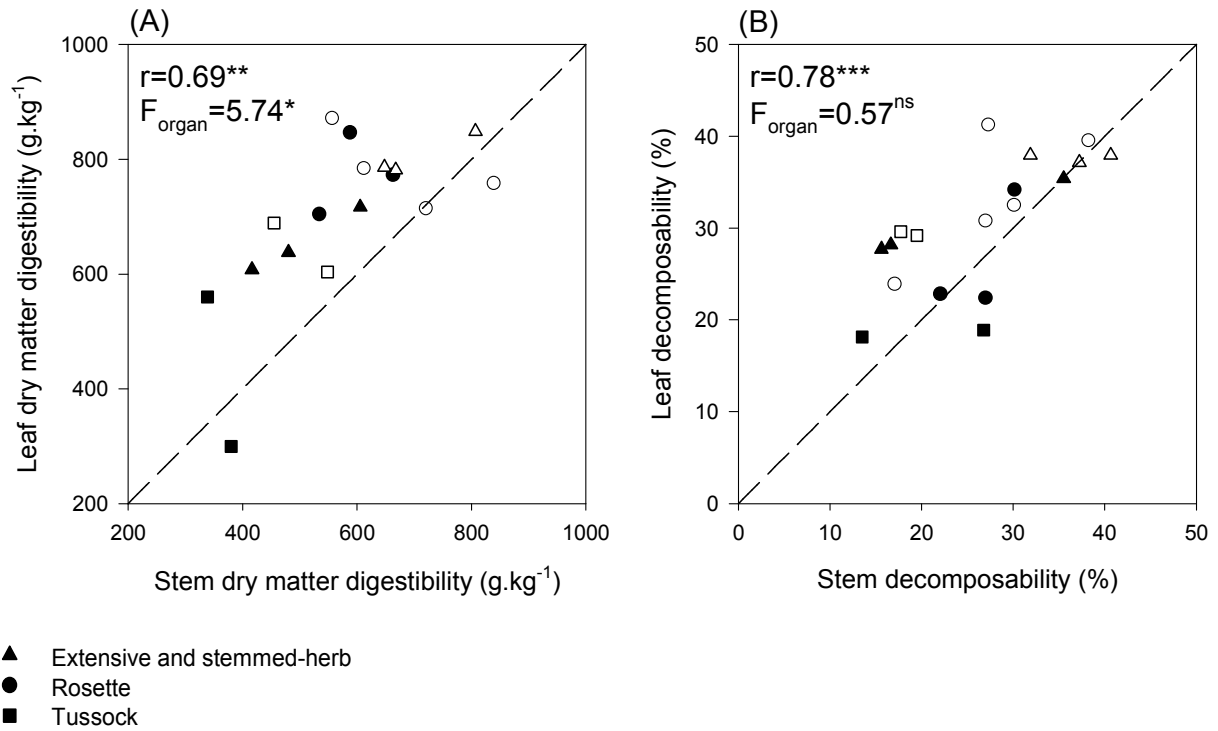 (A)
1000
800
600
400
200
r=0.69**
F_organ=5.74*
Leaf dry matter digestibility (g.kg⁻¹)
200 400 600 800 1000
Stem dry matter digestibility (g.kg⁻¹)
(B)
50
40
30
20
10
0
r=0.78***
F_organ=0.57ⁿˢ
Leaf decomposability (%)
0 10 20 30 40 50
Stem decomposability (%)
Extensive and stemmed-herb
Rosette
Tussock